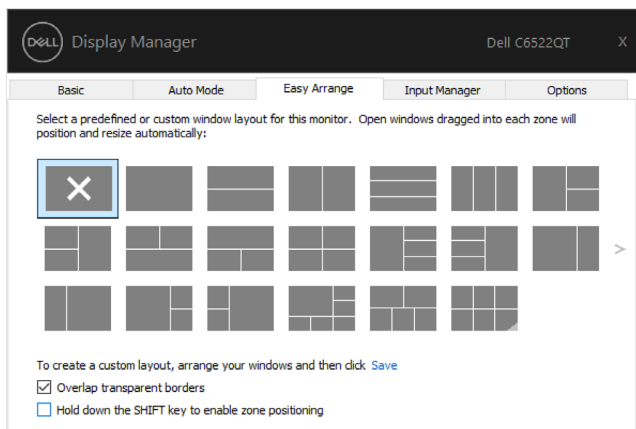 DELL Display Manager Dell C6522QT X
Basic Auto Mode Easy Arrange Input Manager Options
Select a predefined or custom window layout for this monitor. Open windows dragged into each zone will
position and resize automatically:
To create a custom layout, arrange your windows and then click Save
Overlap transparent borders
Hold down the SHIFT key to enable zone positioning